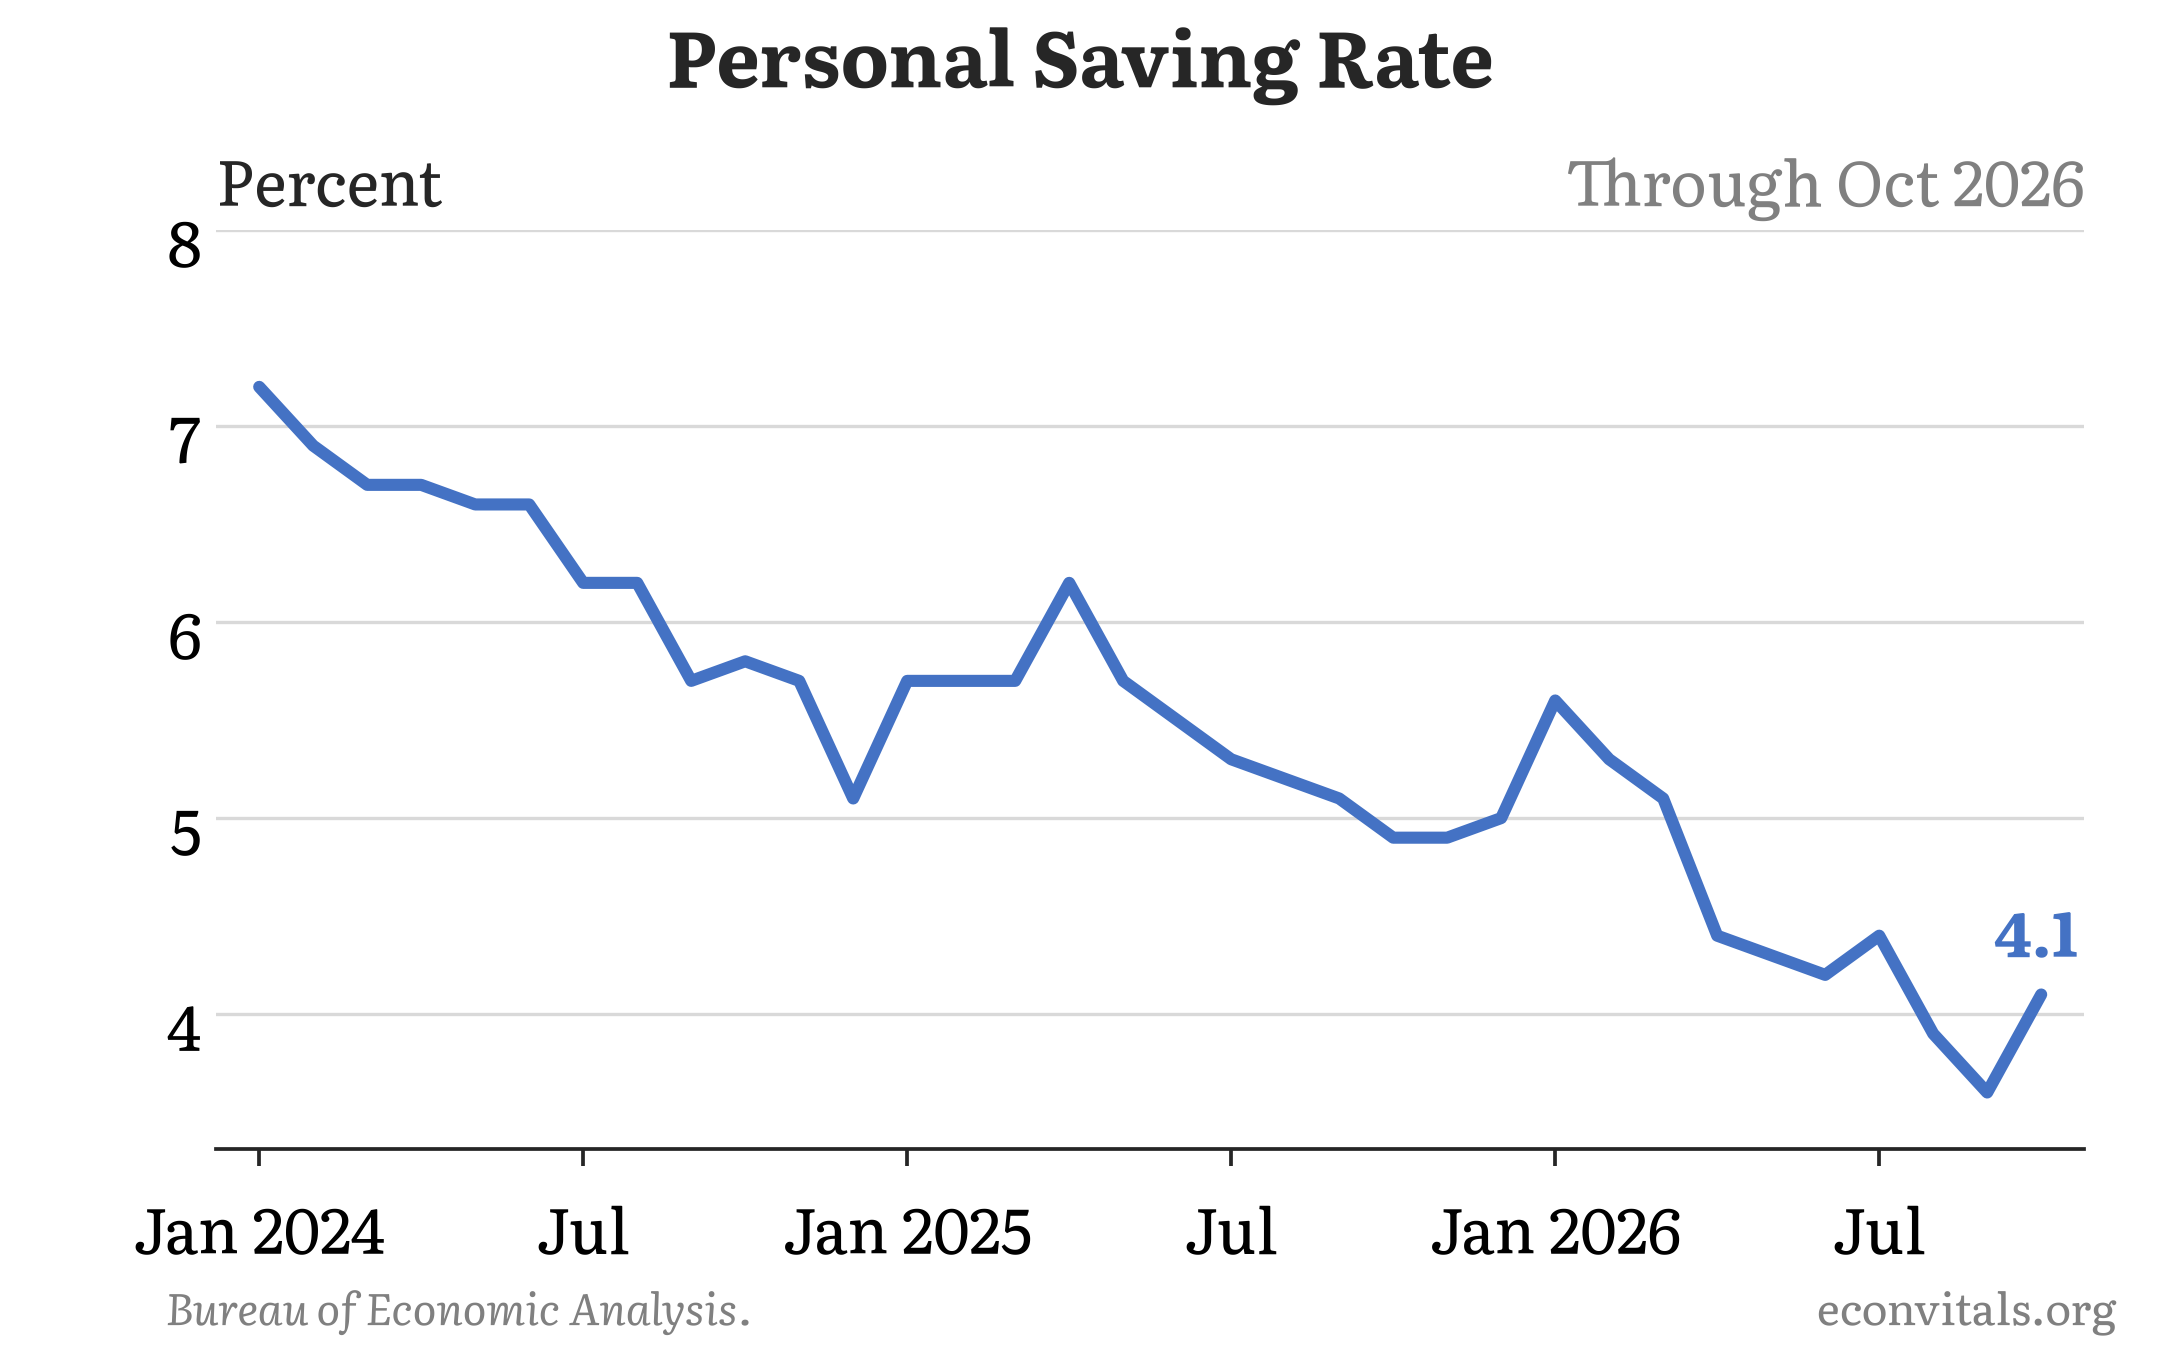 Personal Saving Rate
Percent
Through Oct 2026
8
7
6
5
4
4.1
Jan 2024 Jul Jan 2025 Jul Jan 2026 Jul
Bureau of Economic Analysis.
econvitals.org